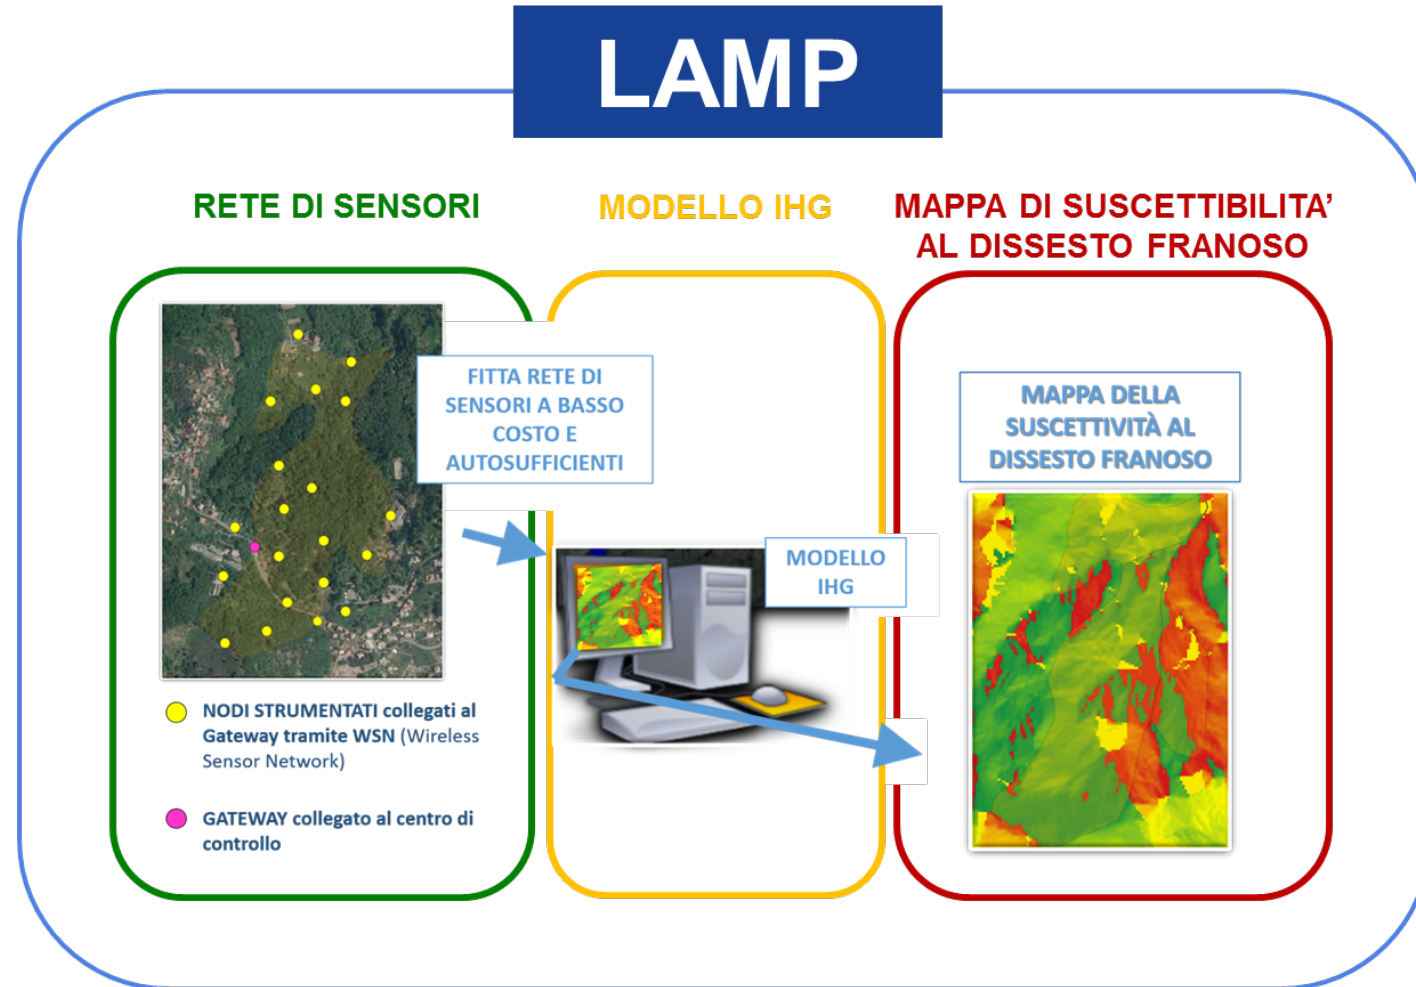 LAMP
RETE DI SENSORI
MODELLO IHG
MAPPA DI SUSCETTIBILITA’
AL DISSESTO FRANOSO
FITTA RETE DI
SENSORI A BASSO
COSTO E
AUTOSUFFICIENTI
MODELLO
IHG
MAPPA DELLA
SUSCETTIVITÀ AL
DISSESTO FRANOSO
NODI STRUMENTATI collegati al
Gateway tramite WSN (Wireless
Sensor Network)
GATEWAY collegato al centro di
controllo